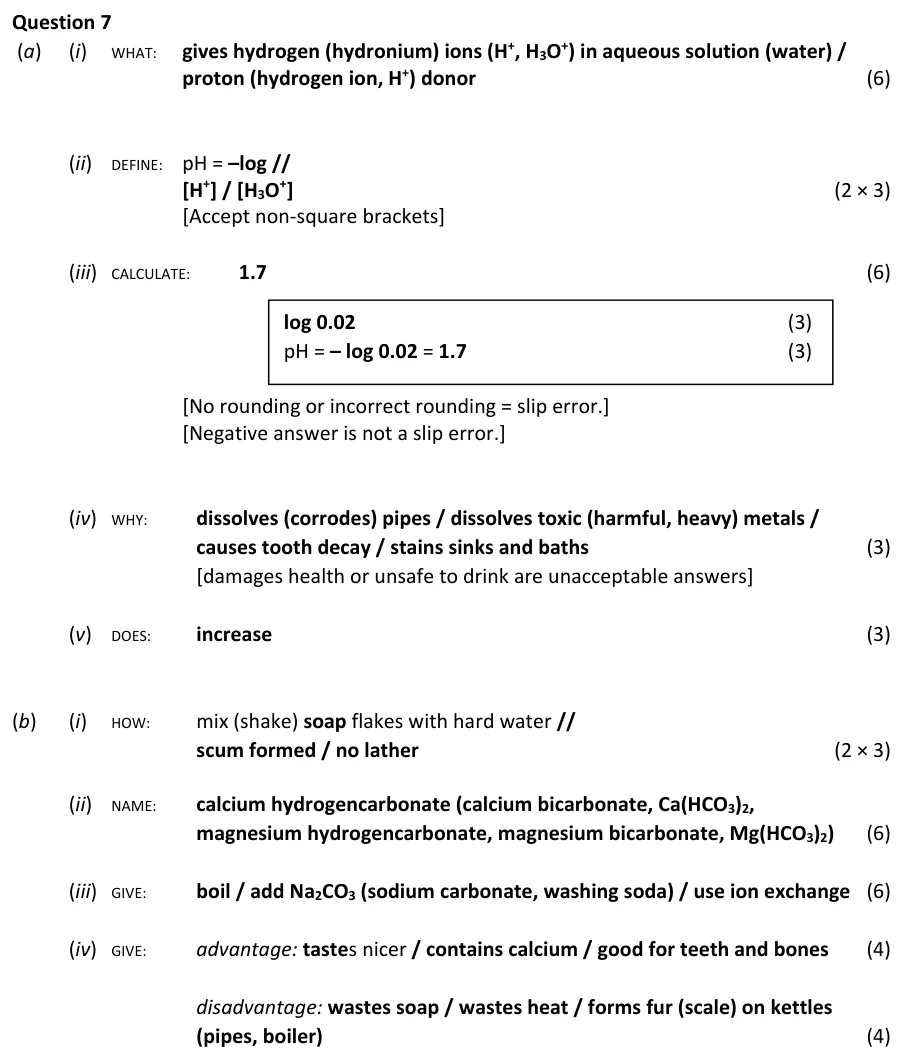 Question 7
(a) (i) WHAT: gives hydrogen (hydronium) ions (H⁺, H₃O⁺) in aqueous solution (water) /
proton (hydrogen ion, H⁺) donor (6)
(ii) DEFINE: pH = –log //
[H⁺] / [H₃O⁺] (2 × 3)
[Accept non-square brackets]
(iii) CALCULATE: 1.7 (6)
log 0.02 (3)
pH = – log 0.02 = 1.7 (3)
[No rounding or incorrect rounding = slip error.]
[Negative answer is not a slip error.]
(iv) WHY: dissolves (corrodes) pipes / dissolves toxic (harmful, heavy) metals /
causes tooth decay / stains sinks and baths (3)
[damages health or unsafe to drink are unacceptable answers]
(v) DOES: increase (3)
(b) (i) HOW: mix (shake) soap flakes with hard water //
scum formed / no lather (2 × 3)
(ii) NAME: calcium hydrogencarbonate (calcium bicarbonate, Ca(HCO₃)₂,
magnesium hydrogencarbonate, magnesium bicarbonate, Mg(HCO₃)₂) (6)
(iii) GIVE: boil / add Na₂CO₃ (sodium carbonate, washing soda) / use ion exchange (6)
(iv) GIVE: advantage: tastes nicer / contains calcium / good for teeth and bones (4)
disadvantage: wastes soap / wastes heat / forms fur (scale) on kettles
(pipes, boiler) (4)